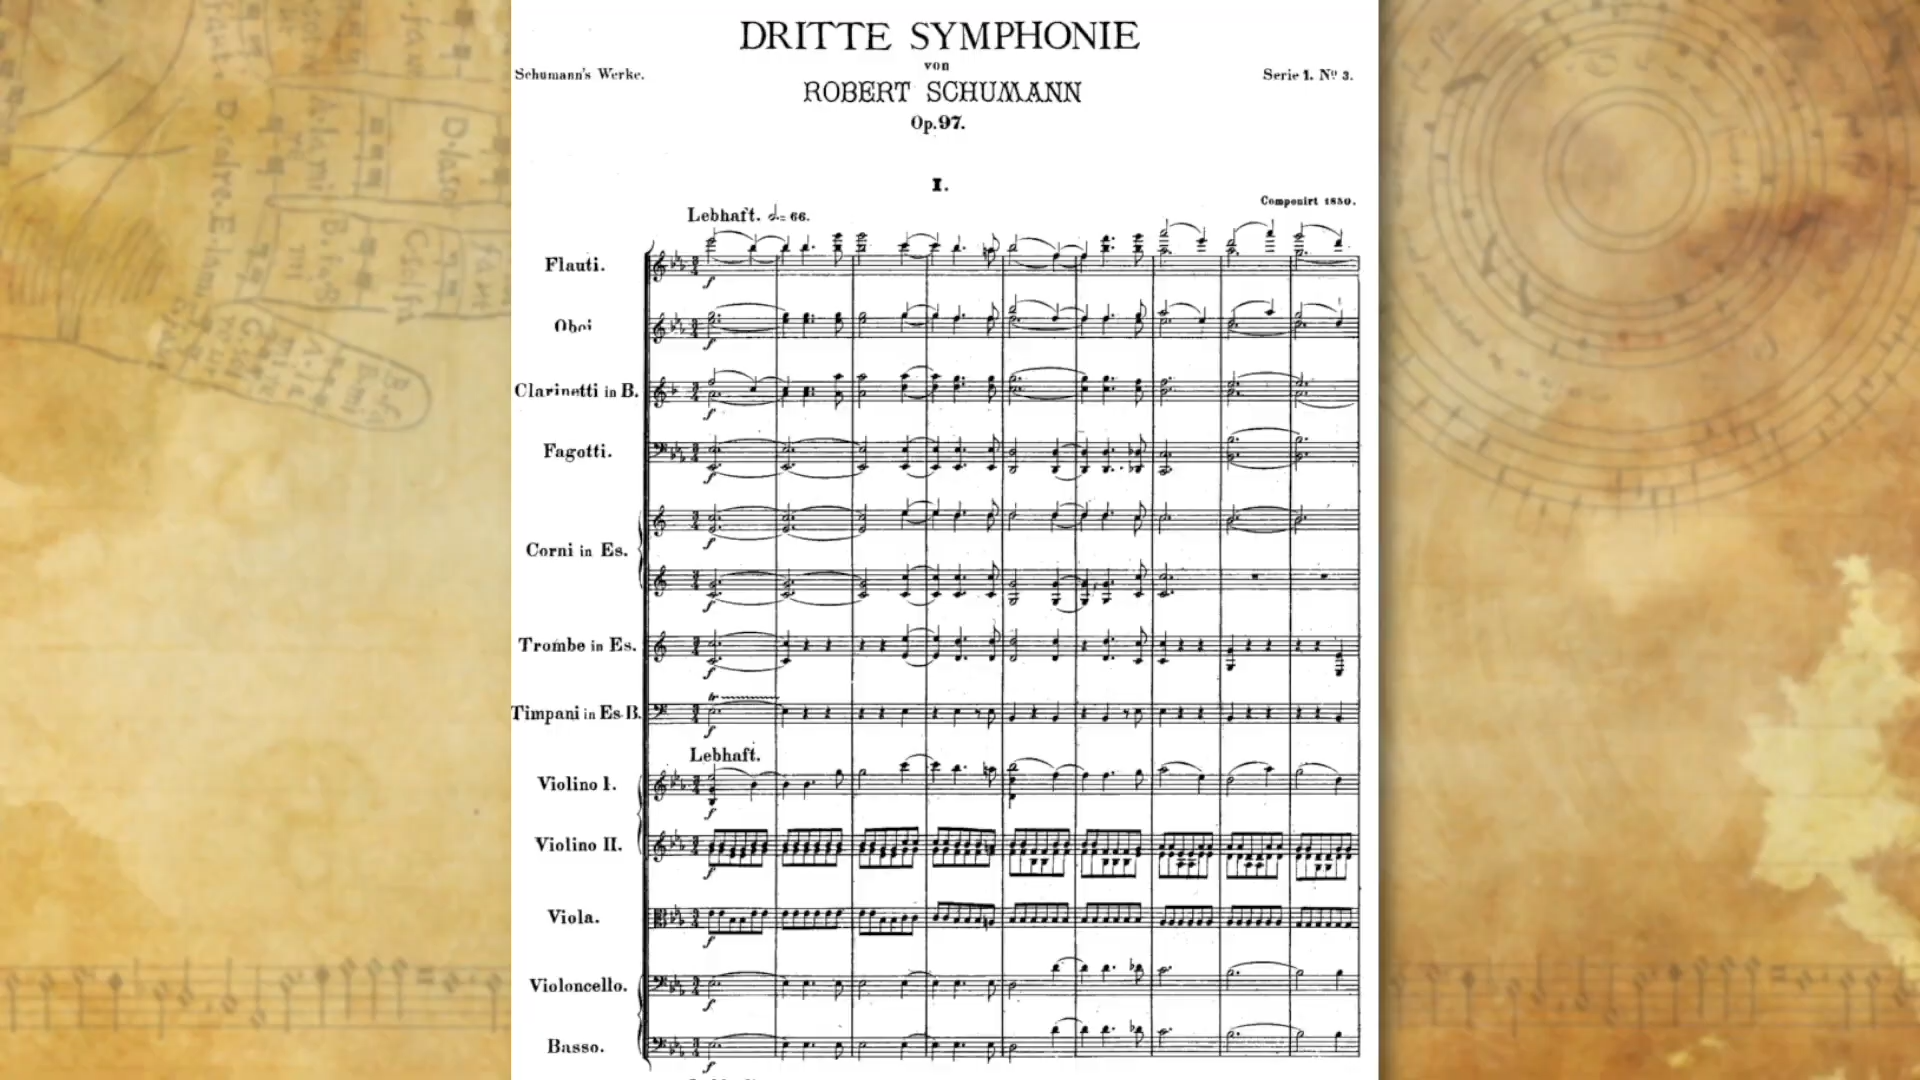 DRITTE SYMPHONIE
von
Schumann's Werke.
Serie 1. No 3.
ROBERT SCHUMANN
Op. 97.
I.
Componirt 1850.
Lebhaft. = 66.
Flauti.
Oboi
Clarinetti in B.
Fagotti.
Corni in Es.
Trombe in Es.
Timpani in Es B.
Lebhaft.
Violino I.
Violino II.
Viola.
Violoncello.
Basso.